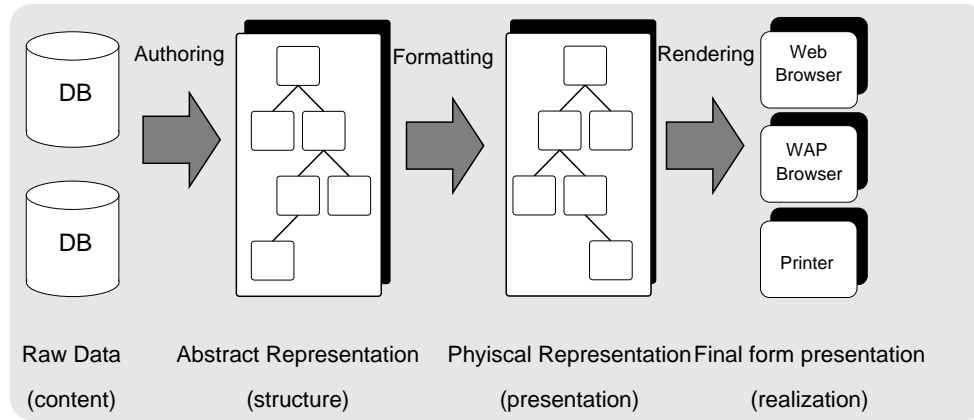 Authoring
Formatting
Rendering
DB
DB
Web
Browser
WAP
Browser
Printer
Raw Data
(content)
Abstract Representation
(structure)
Phyiscal Representation
(presentation)
Final form presentation
(realization)